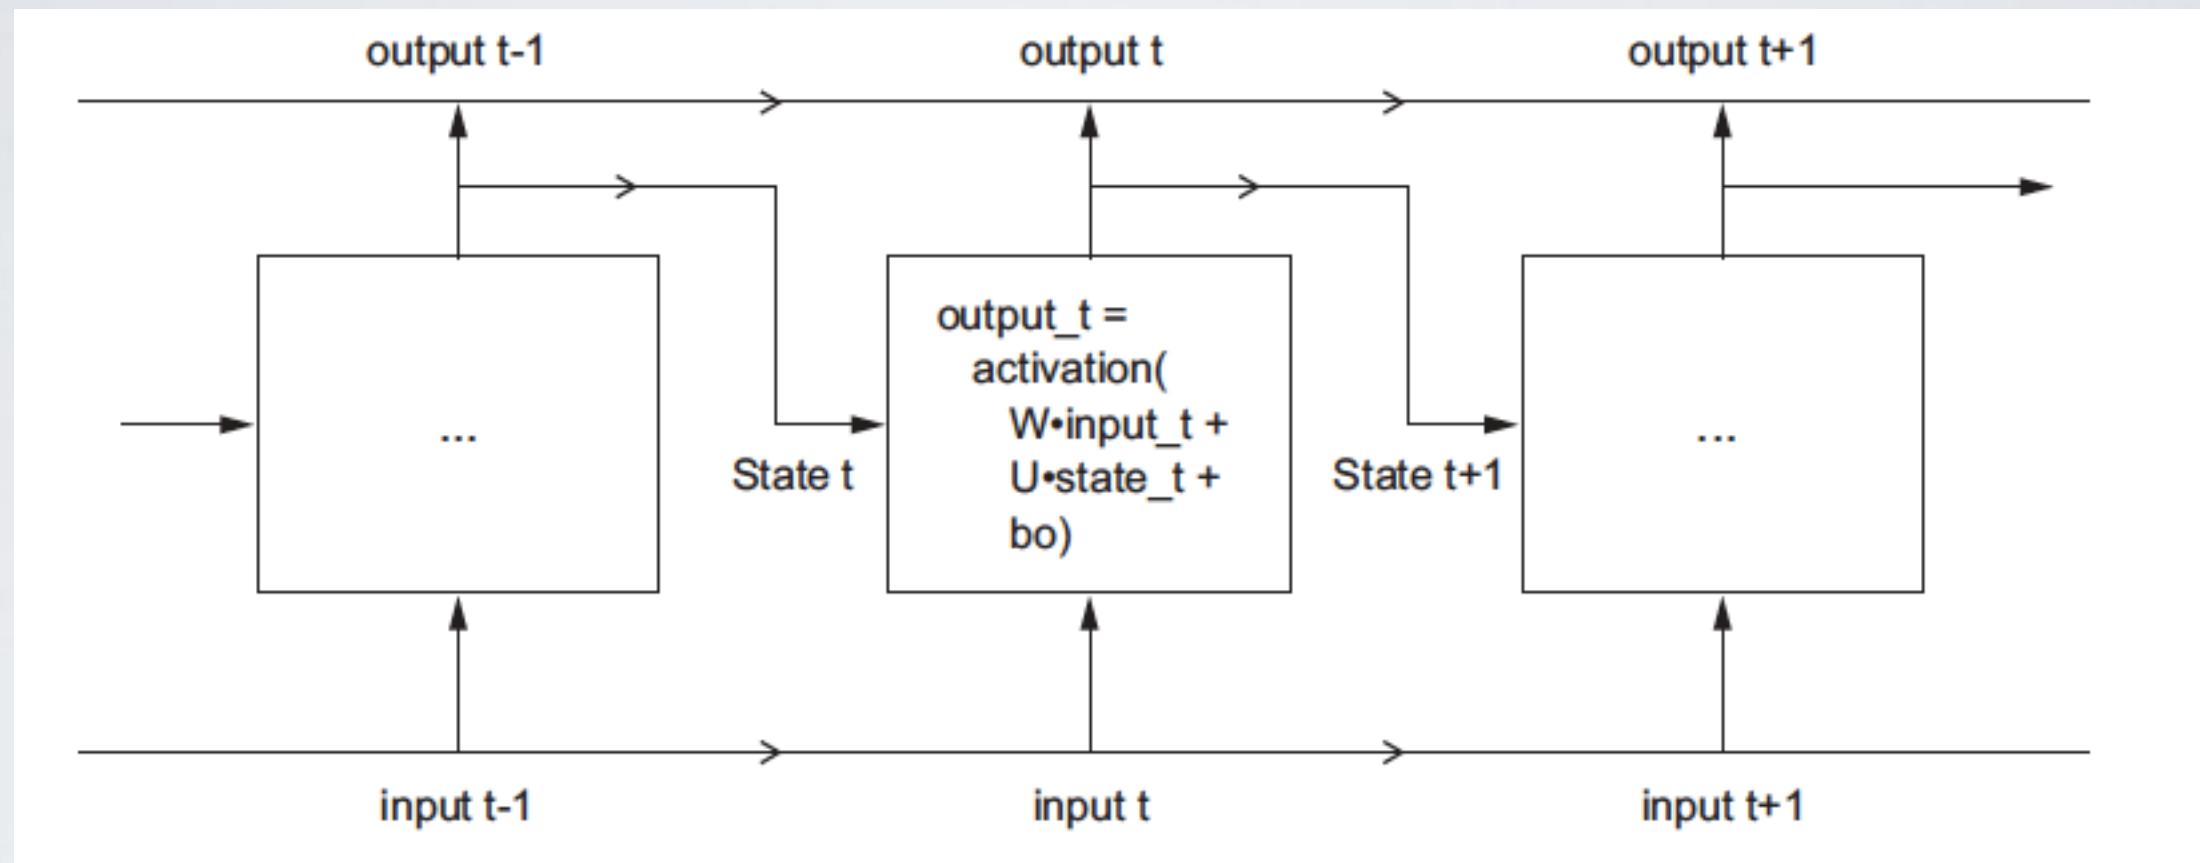 output t-1
output t
output t+1
...
output_t =
activation(
W•input_t +
U•state_t +
bo)
...
State t
State t+1
input t-1
input t
input t+1